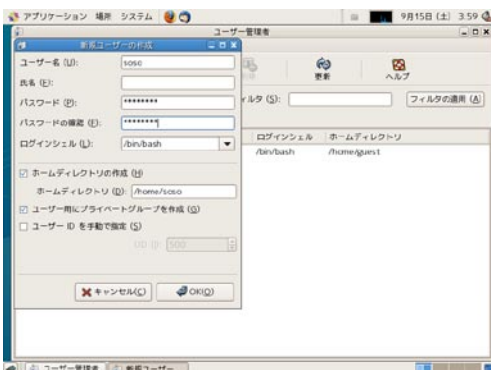 アプリケーション 場所 システム 9月15日 (土) 3:59
ユーザー管理者
新規ユーザーの作成
ユーザー名 (U): soso
氏名 (E):
パスワード (P): ********
パスワードの確認 (F): ********
ログインシェル (L): /bin/bash
ホームディレクトリの作成 (H)
ホームディレクトリ (D): /home/soso
ユーザー用にプライベートグループを作成 (G)
ユーザー ID を手動で指定 (S)
500
キャンセル(C) OK(O)
更新 ヘルプ
ィルタ (S): フィルタの適用 (A)
ログインシェル ホームディレクトリ
/bin/bash /home/guest
ユーザー管理者 新規ユーザー